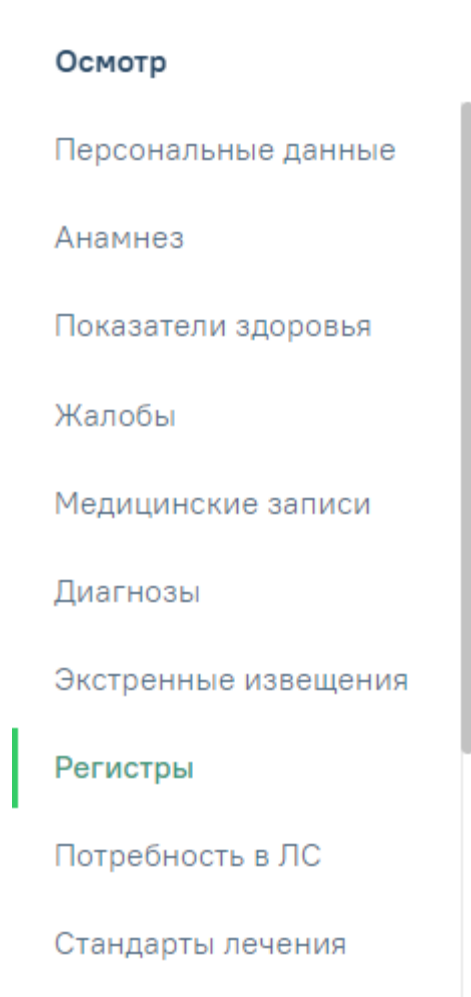 Осмотр
Персональные данные
Анамнез
Показатели здоровья
Жалобы
Медицинские записи
Диагнозы
Экстренные извещения
Регистры
Потребность в ЛС
Стандарты лечения